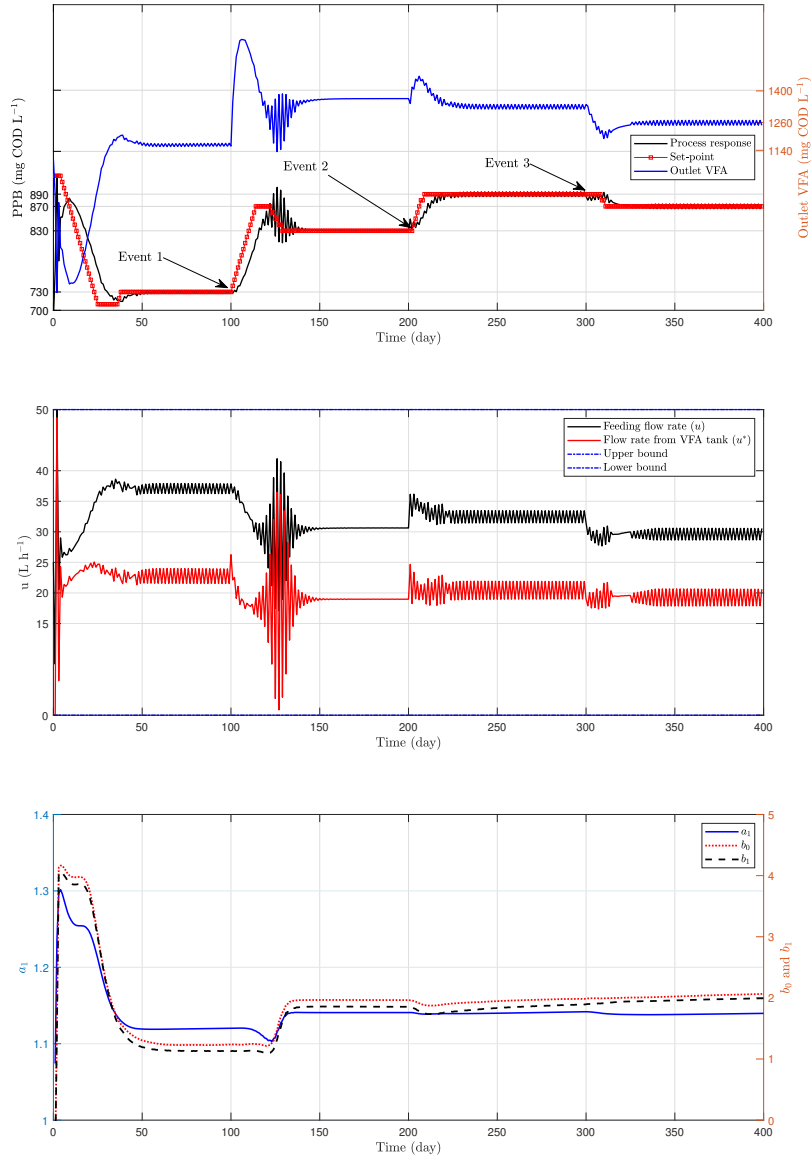 PPB (mg COD L⁻¹)
890
870
830
730
700
1400
1260
1140
Outlet VFA (mg COD L⁻¹)
Process response
Set-point
Outlet VFA
Event 1
Event 2
Event 3
0 50 100 150 200 250 300 350 400
Time (day)
u (L h⁻¹)
50
40
35
30
25
20
15
0
Feeding flow rate (u)
Flow rate from VFA tank (u*)
Upper bound
Lower bound
0 50 100 150 200 250 300 350 400
Time (day)
a₁
1.4
1.3
1.2
1.1
1
5
4
3
2
1
0
b₀ and b₁
a₁
b₀
b₁
0 50 100 150 200 250 300 350 400
Time (day)